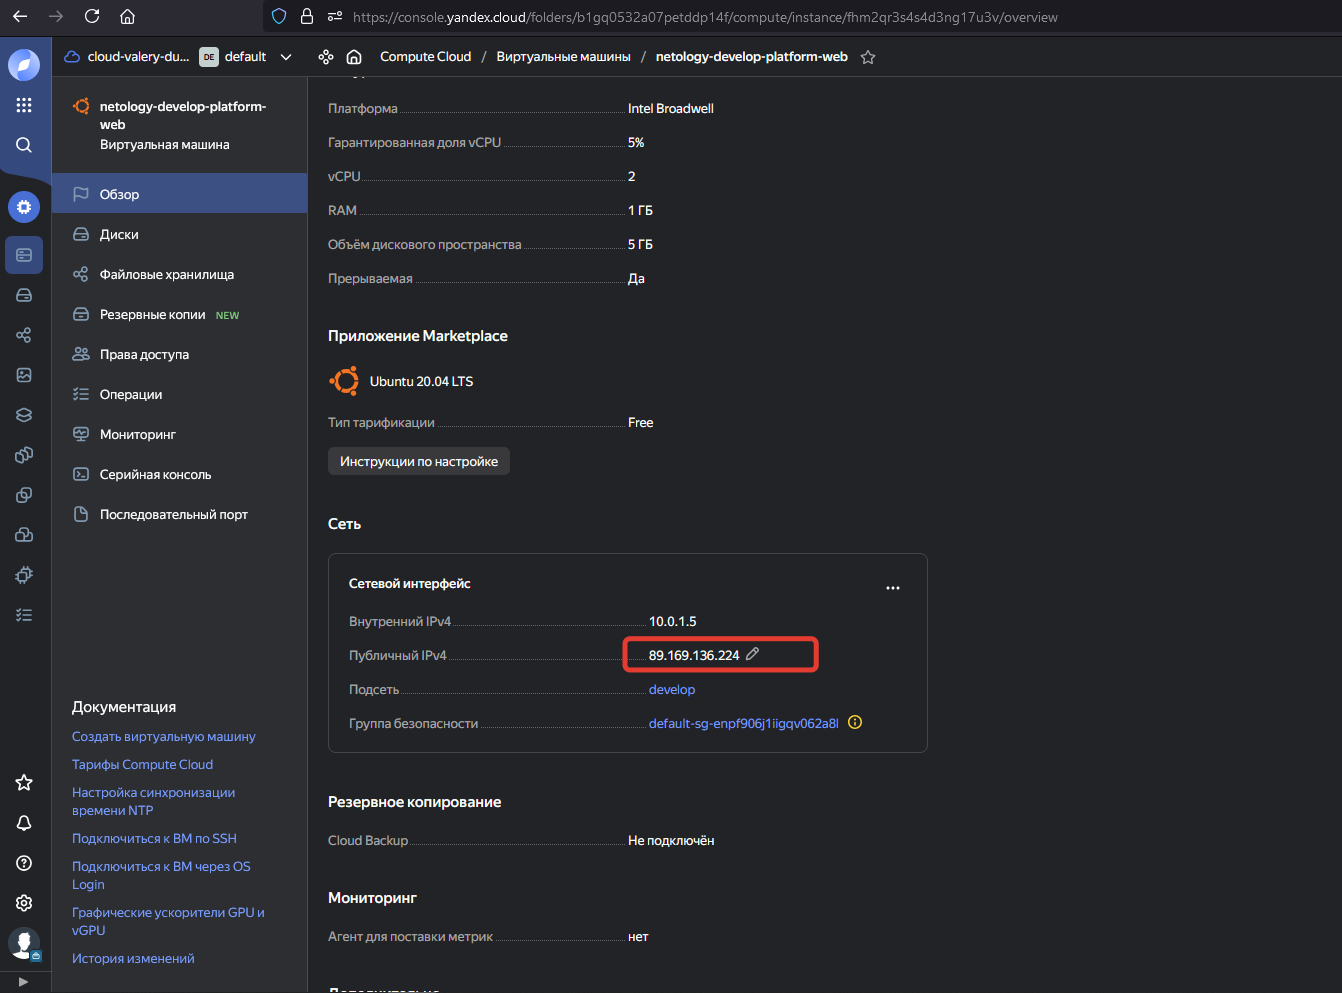 https://console.yandex.cloud/folders/b1gq0532a07petddp14f/compute/instance/fhm2qr3s4s4d3ng17u3v/overview
cloud-valery-du... DE default Compute Cloud / Виртуальные машины / netology-develop-platform-web
netology-develop-platform-
web
Виртуальная машина
Обзор
Диски
Файловые хранилища
Резервные копии NEW
Права доступа
Операции
Мониторинг
Серийная консоль
Последовательный порт
Документация
Создать виртуальную машину
Тарифы Compute Cloud
Настройка синхронизации
времени NTP
Подключиться к ВМ по SSH
Подключиться к ВМ через OS
Login
Графические ускорители GPU и
vGPU
История изменений
Платформа Intel Broadwell
Гарантированная доля vCPU 5%
vCPU 2
RAM 1 ГБ
Объём дискового пространства 5 ГБ
Прерываемая Да
Приложение Marketplace
Ubuntu 20.04 LTS
Тип тарификации Free
Инструкции по настройке
Сеть
Сетевой интерфейс
Внутренний IPv4 10.0.1.5
Публичный IPv4 89.169.136.224
Подсеть develop
Группа безопасности default-sg-enpf906j1iigqv062a8l
Резервное копирование
Cloud Backup Не подключён
Мониторинг
Агент для поставки метрик нет
Дополнительно